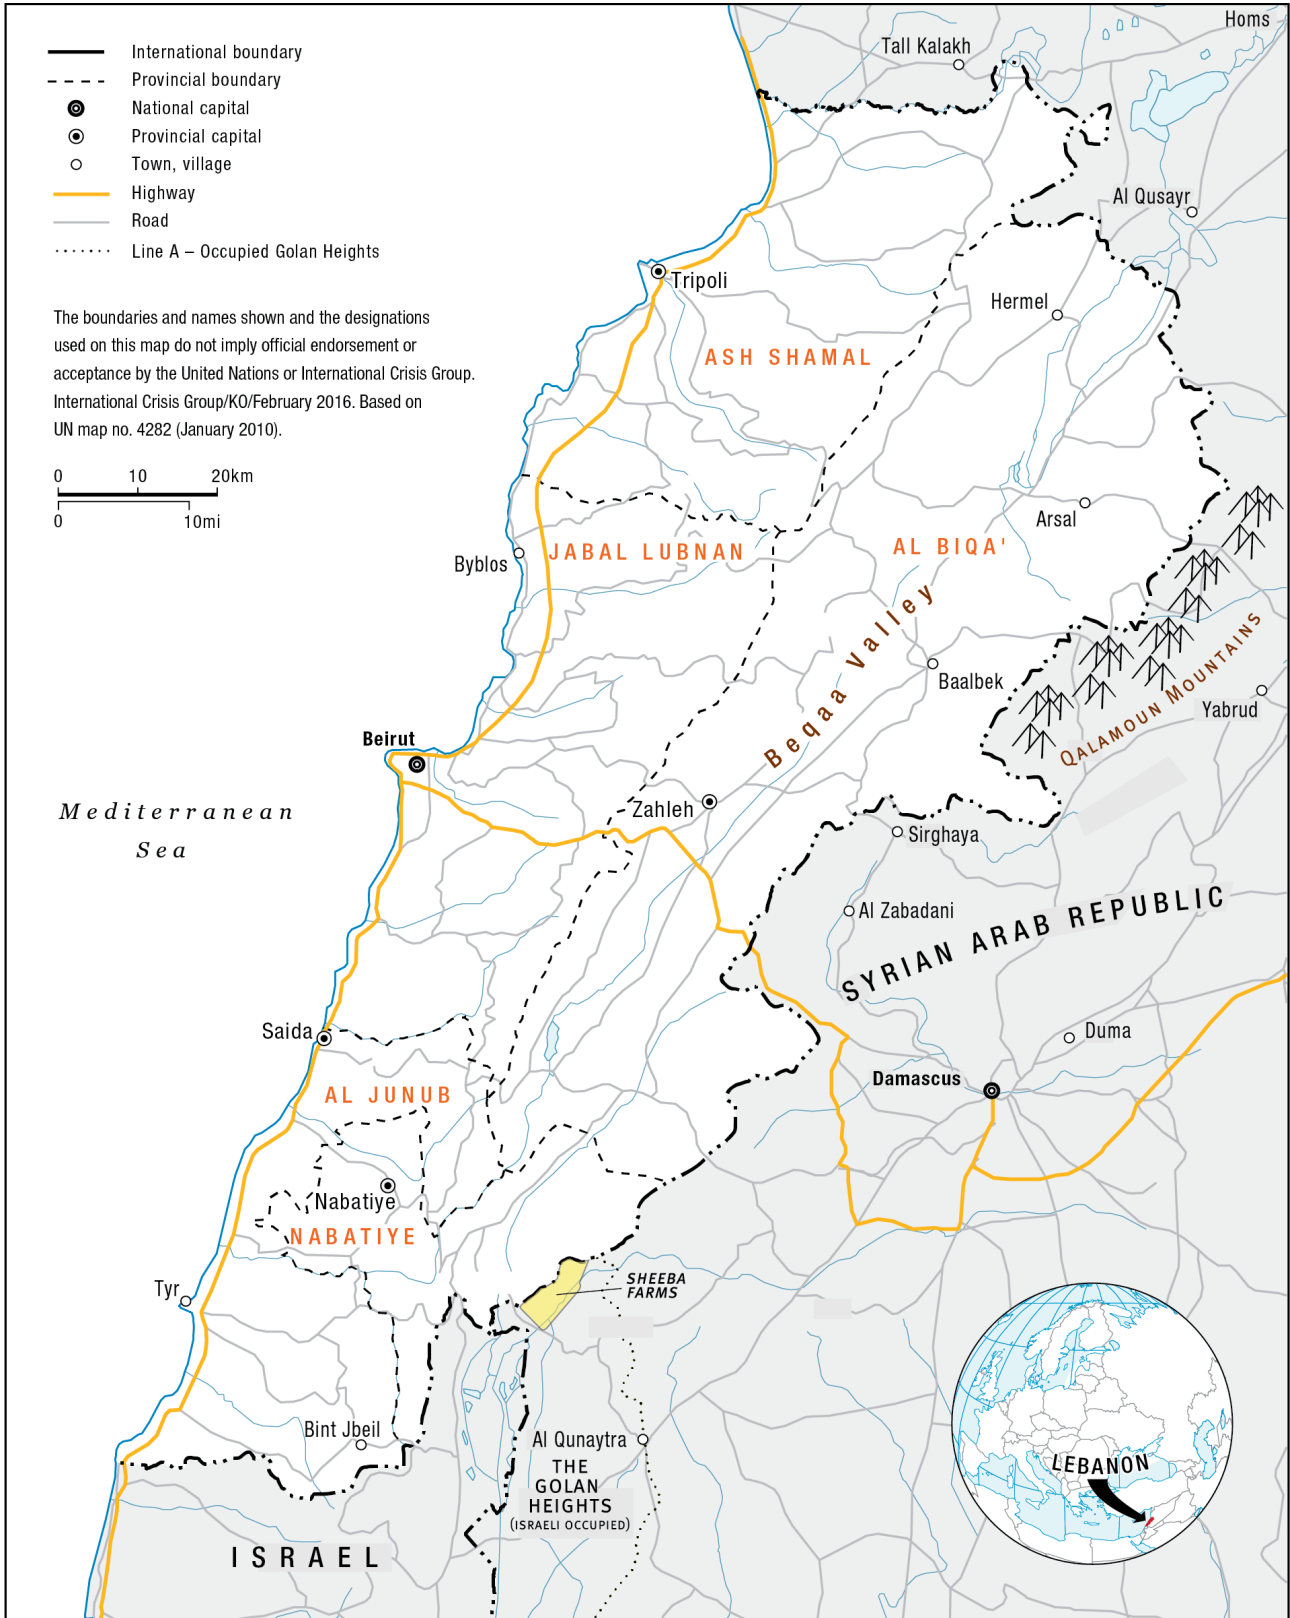 International boundary
Provincial boundary
National capital
Provincial capital
Town, village
Highway
Road
Line A – Occupied Golan Heights
The boundaries and names shown and the designations
used on this map do not imply official endorsement or
acceptance by the United Nations or International Crisis Group.
International Crisis Group/KO/February 2016. Based on
UN map no. 4282 (January 2010).
0 10 20km
0 10mi
Homs
Tall Kalakh
Al Qusayr
Tripoli
Hermel
ASH SHAMAL
Arsal
Byblos
JABAL LUBNAN
AL BIQA'
Beqaa Valley
Baalbek
QALAMOUN MOUNTAINS
Yabrud
Beirut
Zahleh
Mediterranean
Sea
Sirghaya
Al Zabadani
SYRIAN ARAB REPUBLIC
Saida
Duma
Damascus
AL JUNUB
Nabatiye
NABATIYE
Tyr
SHEEBA
FARMS
Bint Jbeil
Al Qunaytra
THE
GOLAN
HEIGHTS
(ISRAELI OCCUPIED)
LEBANON
ISRAEL